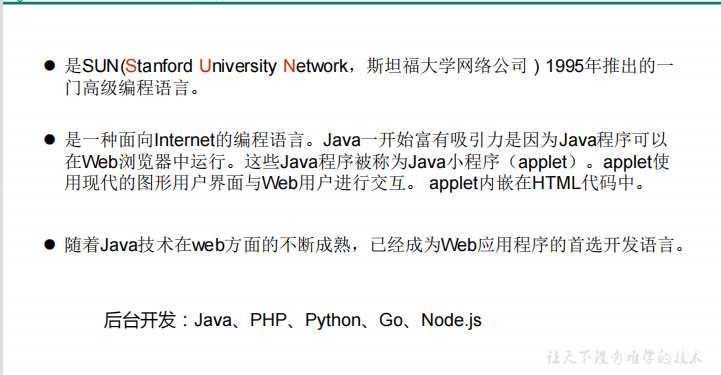 ● 是SUN(Stanford University Network，斯坦福大学网络公司 ) 1995年推出的一
门高级编程语言。
● 是一种面向Internet的编程语言。Java一开始富有吸引力是因为Java程序可以
在Web浏览器中运行。这些Java程序被称为Java小程序（applet）。applet使
用现代的图形用户界面与Web用户进行交互。 applet内嵌在HTML代码中。
● 随着Java技术在web方面的不断成熟，已经成为Web应用程序的首选开发语言。
后台开发：Java、PHP、Python、Go、Node.js
让天下没有难学的技术